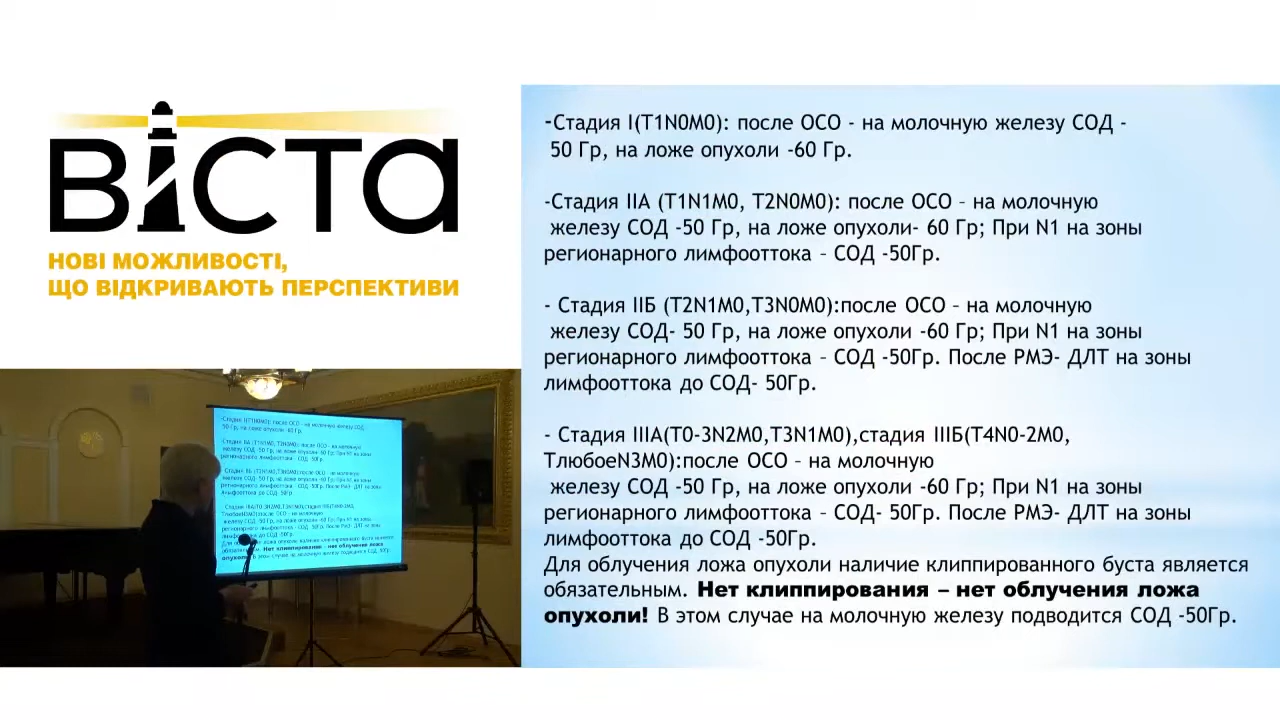 ВІСТА
НОВІ МОЖЛИВОСТІ,
ЩО ВІДКРИВАЮТЬ ПЕРСПЕКТИВИ
-Стадия I(T1N0M0): после ОСО - на молочную железу СОД -
50 Гр, на ложе опухоли -60 Гр.
-Стадия IIА (T1N1M0, T2N0M0): после ОСО – на молочную
железу СОД -50 Гр, на ложе опухоли- 60 Гр; При N1 на зоны
регионарного лимфооттока – СОД -50Гр.
- Стадия IIБ (T2N1M0,T3N0M0):после ОСО – на молочную
железу СОД- 50 Гр, на ложе опухоли -60 Гр; При N1 на зоны
регионарного лимфооттока – СОД -50Гр. После РМЭ- ДЛТ на зоны
лимфооттока до СОД- 50Гр.
- Стадия IIIА(T0-3N2M0,T3N1M0),стадия IIIБ(T4N0-2M0,
TлюбоеN3M0):после ОСО – на молочную
железу СОД -50 Гр, на ложе опухоли -60 Гр; При N1 на зоны
регионарного лимфооттока – СОД- 50Гр. После РМЭ- ДЛТ на зоны
лимфооттока до СОД -50Гр.
Для облучения ложа опухоли наличие клиппированного буста является
обязательным. Нет клиппирования – нет облучения ложа
опухоли! В этом случае на молочную железу подводится СОД -50Гр.